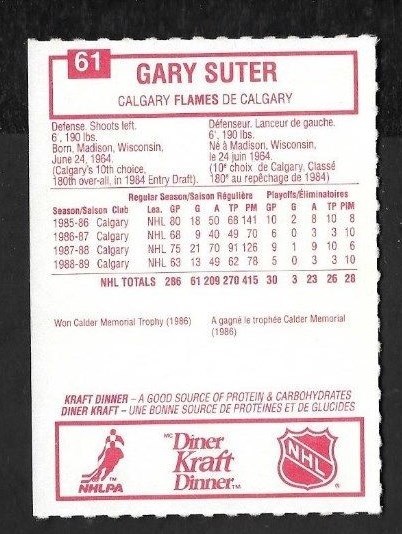 61
GARY SUTER
CALGARY FLAMES DE CALGARY
Defense. Shoots left.
6', 190 lbs.
Born, Madison, Wisconsin,
June 24, 1964.
(Calgary's 10th choice,
180th over-all, in 1984 Entry Draft).
Défenseur. Lanceur de gauche.
6', 190 lbs.
Né à Madison, Wisconsin,
le 24 juin 1964.
(10e choix de Calgary. Classé
180e au repêchage de 1984)
Regular Season/Saison Régulière Playoffs/Éliminatoires
Season/Saison Club Lea. GP G A TP PIM GP G A TP PIM
1985-86 Calgary NHL 80 18 50 68 141 10 2 8 10 8
1986-87 Calgary NHL 68 9 40 49 70 6 0 3 3 10
1987-88 Calgary NHL 75 21 70 91 126 9 1 9 10 6
1988-89 Calgary NHL 63 13 49 62 78 5 0 3 3 10
NHL TOTALS 286 61 209 270 415 30 3 23 26 28
Won Calder Memorial Trophy (1986)
A gagné le trophée Calder Memorial
(1986)
KRAFT DINNER – A GOOD SOURCE OF PROTEIN & CARBOHYDRATES
DINER KRAFT – UNE BONNE SOURCE DE PROTÉINES ET DE GLUCIDES
NHLPA
MC Diner
Kraft
Dinner TM
NHL